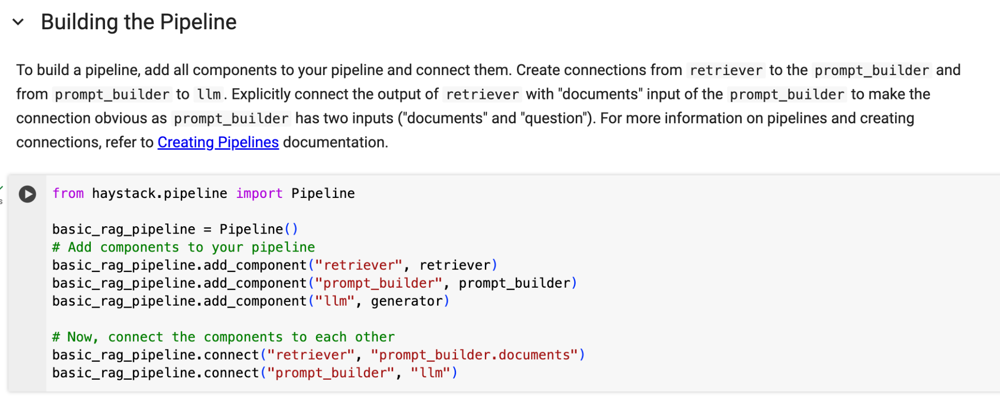 Building the Pipeline
To build a pipeline, add all components to your pipeline and connect them. Create connections from retriever to the prompt_builder and
from prompt_builder to llm. Explicitly connect the output of retriever with "documents" input of the prompt_builder to make the
connection obvious as prompt_builder has two inputs ("documents" and "question"). For more information on pipelines and creating
connections, refer to Creating Pipelines documentation.
s
from haystack.pipeline import Pipeline
basic_rag_pipeline = Pipeline()
# Add components to your pipeline
basic_rag_pipeline.add_component("retriever", retriever)
basic_rag_pipeline.add_component("prompt_builder", prompt_builder)
basic_rag_pipeline.add_component("llm", generator)
# Now, connect the components to each other
basic_rag_pipeline.connect("retriever", "prompt_builder.documents")
basic_rag_pipeline.connect("prompt_builder", "llm")